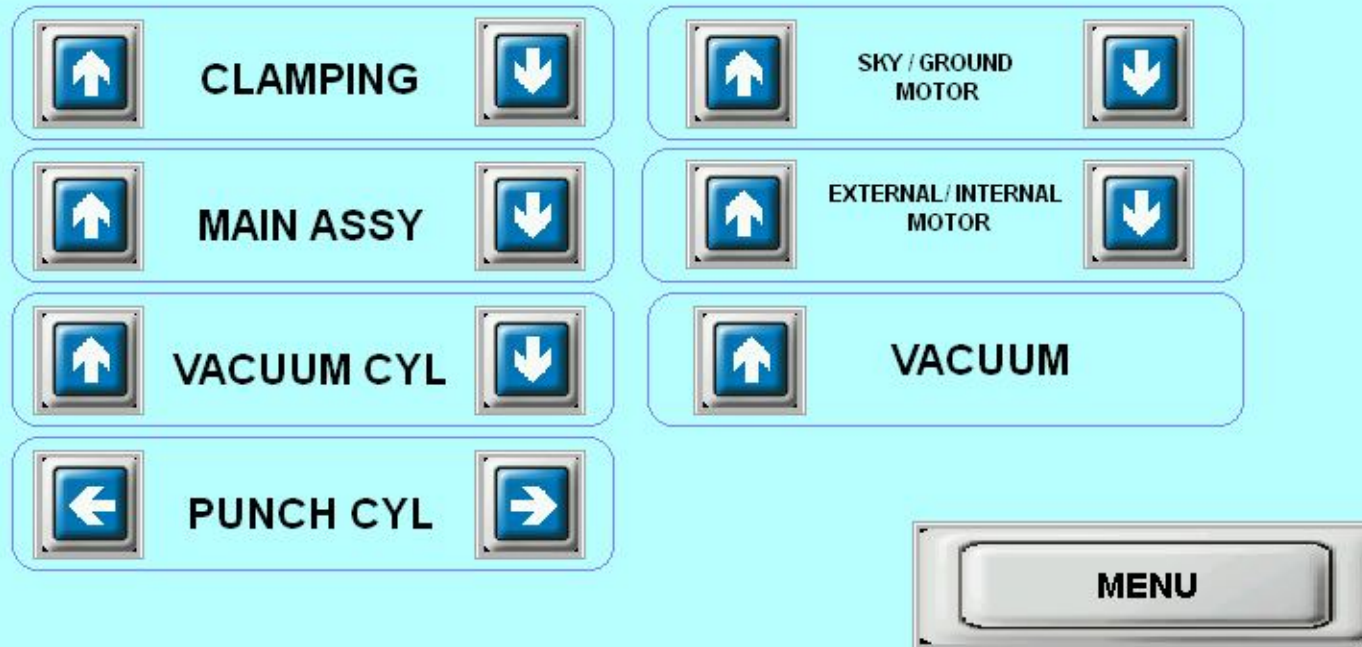 CLAMPING
SKY / GROUND
MOTOR
MAIN ASSY
EXTERNAL/ INTERNAL
MOTOR
VACUUM CYL
VACUUM
PUNCH CYL
MENU